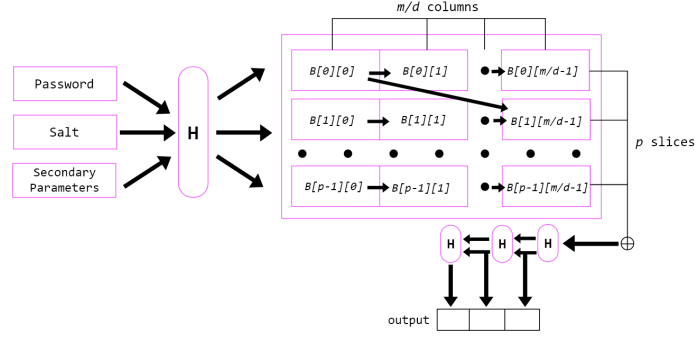 m/d columns
Password
Salt
Secondary
Parameters
H
B[0][0]
B[0][1]
B[0][m/d-1]
B[1][0]
B[1][1]
B[1][m/d-1]
p slices
B[p-1][0]
B[p-1][1]
B[p-1][m/d-1]
H
H
H
output